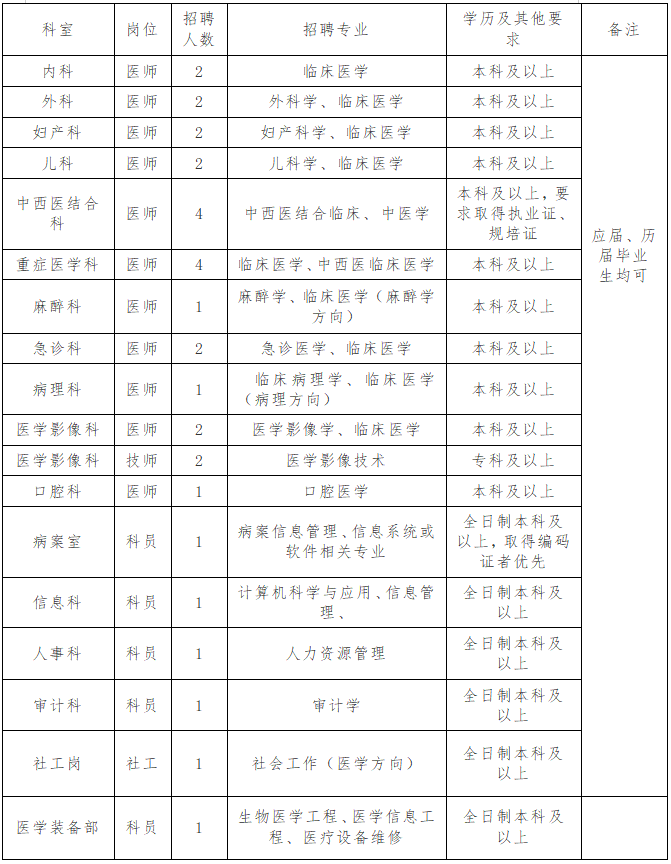 科室 岗位 招聘人数 招聘专业 学历及其他要求 备注
内科 医师 2 临床医学 本科及以上
外科 医师 2 外科学、临床医学 本科及以上
妇产科 医师 2 妇产科学、临床医学 本科及以上
儿科 医师 2 儿科学、临床医学 本科及以上
中西医结合科 医师 4 中西医结合临床、中医学 本科及以上，要求取得执业证、规培证
应届、历届毕业生均可
重症医学科 医师 4 临床医学、中西医临床医学 本科及以上
麻醉科 医师 1 麻醉学、临床医学（麻醉学方向） 本科及以上
急诊科 医师 2 急诊医学、临床医学 本科及以上
病理科 医师 1 临床病理学、临床医学（病理方向） 本科及以上
医学影像科 医师 2 医学影像学、临床医学 本科及以上
医学影像科 技师 2 医学影像技术 专科及以上
口腔科 医师 1 口腔医学 本科及以上
病案室 科员 1 病案信息管理、信息系统或软件相关专业 全日制本科及以上，取得编码证者优先
信息科 科员 1 计算机科学与应用、信息管理、 全日制本科及以上
人事科 科员 1 人力资源管理 全日制本科及以上
审计科 科员 1 审计学 全日制本科及以上
社工岗 社工 1 社会工作（医学方向） 全日制本科及以上
医学装备部 科员 1 生物医学工程、医学信息工程、医疗设备维修 全日制本科及以上